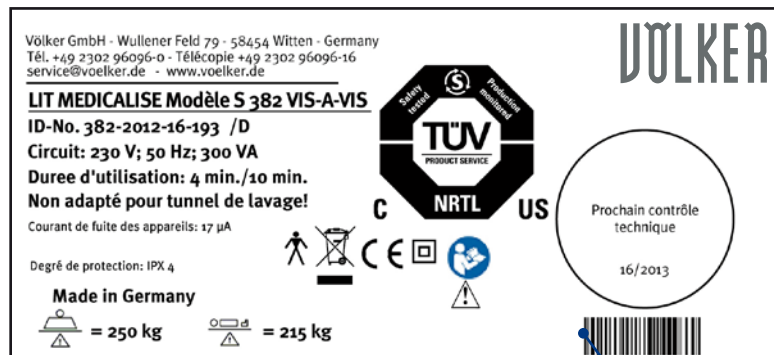 Völker GmbH - Wullener Feld 79 - 58454 Witten - Germany
Tél. +49 2302 96096-0 - Télécopie +49 2302 96096-16
service@voelker.de - www.voelker.de
VÖLKER
LIT MEDICALISE Modèle S 382 VIS-A-VIS
ID-No. 382-2012-16-193 /D
Circuit: 230 V; 50 Hz; 300 VA
Duree d'utilisation: 4 min./10 min.
Non adapté pour tunnel de lavage!
Courant de fuite des appareils: 17 µA
Degré de protection: IPX 4
Made in Germany
= 250 kg
= 215 kg
Safety tested
S
Production monitored
TÜV
PRODUCT SERVICE
C
NRTL
US
CE
Prochain contrôle
technique
16/2013